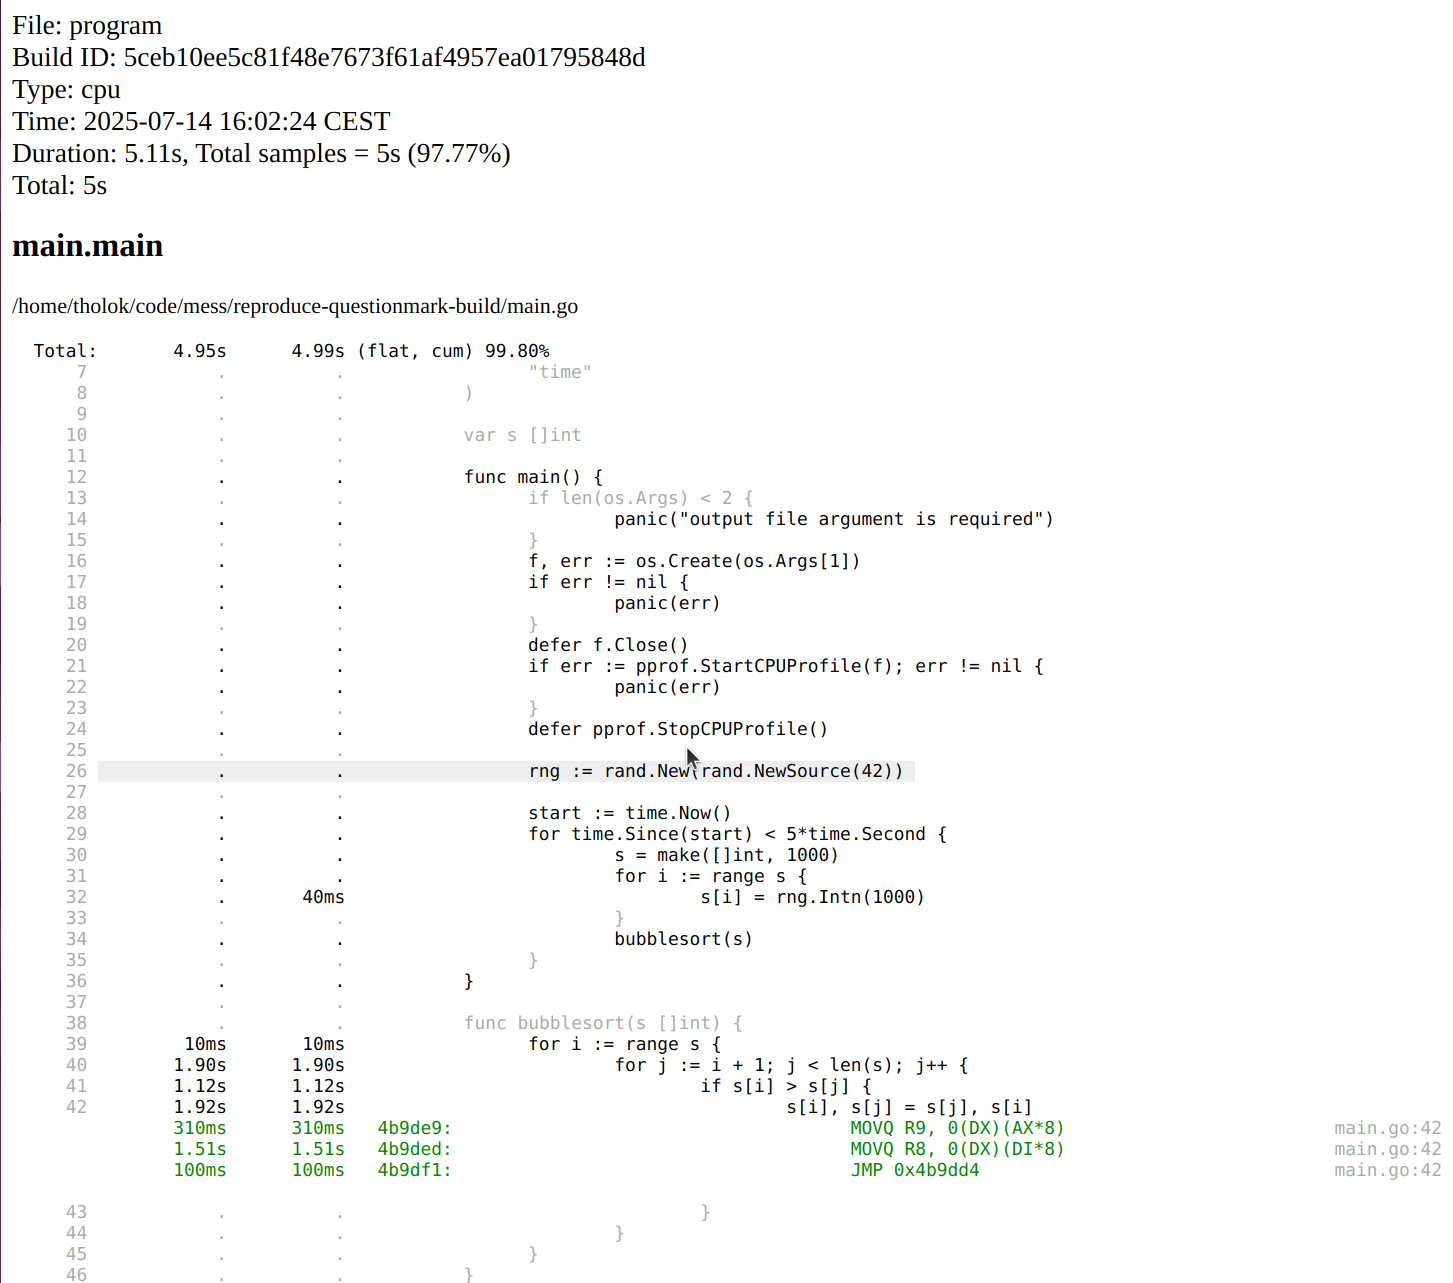 File: program
Build ID: 5ceb10ee5c81f48e7673f61af4957ea01795848d
Type: cpu
Time: 2025-07-14 16:02:24 CEST
Duration: 5.11s, Total samples = 5s (97.77%)
Total: 5s
main.main
/home/tholok/code/mess/reproduce-questionmark-build/main.go
Total: 4.95s 4.99s (flat, cum) 99.80%
7 . . "time"
8 . . )
9 . .
10 . . var s []int
11 . .
12 . . func main() {
13 . . if len(os.Args) < 2 {
14 . . panic("output file argument is required")
15 . . }
16 . . f, err := os.Create(os.Args[1])
17 . . if err != nil {
18 . . panic(err)
19 . . }
20 . . defer f.Close()
21 . . if err := pprof.StartCPUProfile(f); err != nil {
22 . . panic(err)
23 . . }
24 . . defer pprof.StopCPUProfile()
25 . .
26 . . rng := rand.New(rand.NewSource(42))
27 . .
28 . . start := time.Now()
29 . . for time.Since(start) < 5*time.Second {
30 . . s = make([]int, 1000)
31 . . for i := range s {
32 . 40ms s[i] = rng.Intn(1000)
33 . . }
34 . . bubblesort(s)
35 . . }
36 . . }
37 . .
38 . . func bubblesort(s []int) {
39 10ms 10ms for i := range s {
40 1.90s 1.90s for j := i + 1; j < len(s); j++ {
41 1.12s 1.12s if s[i] > s[j] {
42 1.92s 1.92s s[i], s[j] = s[j], s[i]
310ms 310ms 4b9de9: MOVQ R9, 0(DX)(AX*8) main.go:42
1.51s 1.51s 4b9ded: MOVQ R8, 0(DX)(DI*8) main.go:42
100ms 100ms 4b9df1: JMP 0x4b9dd4 main.go:42
43 . . }
44 . . }
45 . . }
46 . . }